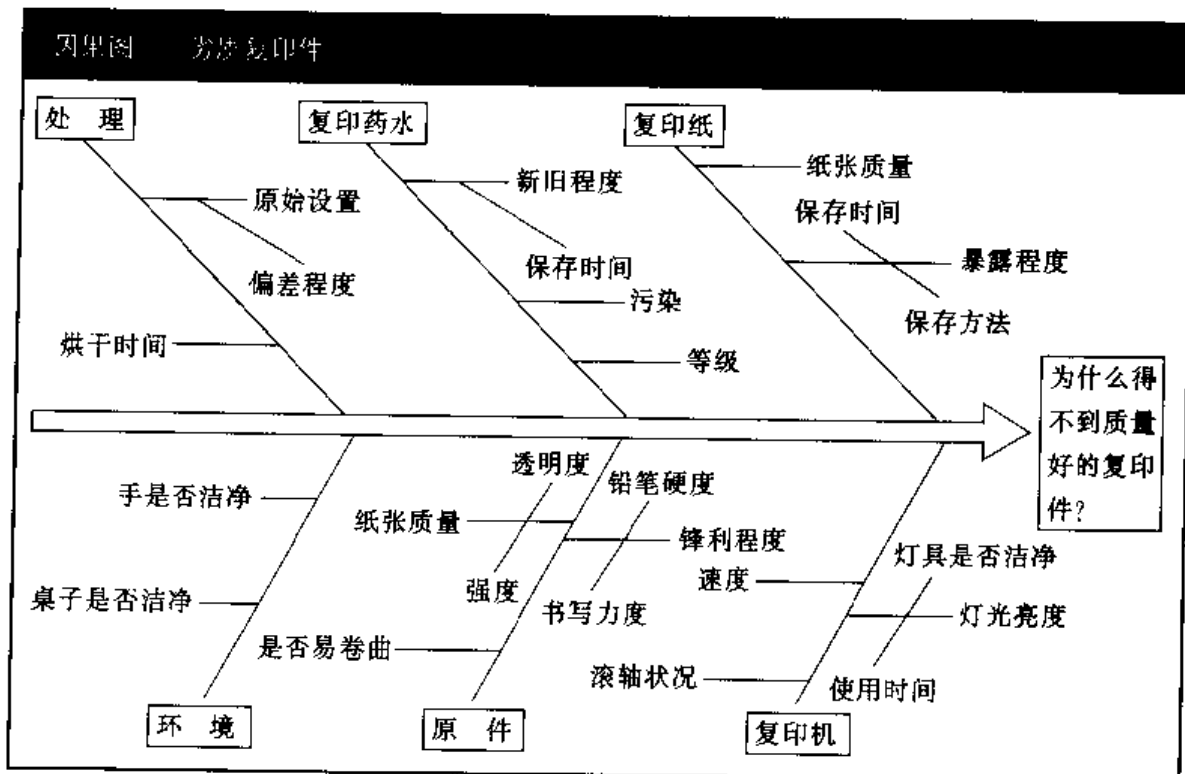 因果图 劣质复印件
处 理
复印药水
复印纸
纸张质量
新旧程度
原始设置
保存时间
保存时间
暴露程度
偏差程度
污染
保存方法
烘干时间
等级
为什么得
不到质量
好的复印
件?
透明度
铅笔硬度
手是否洁净
纸张质量
锋利程度
灯具是否洁净
速度
强度
桌子是否洁净
书写力度
灯光亮度
是否易卷曲
滚轴状况
使用时间
环 境
原 件
复印机